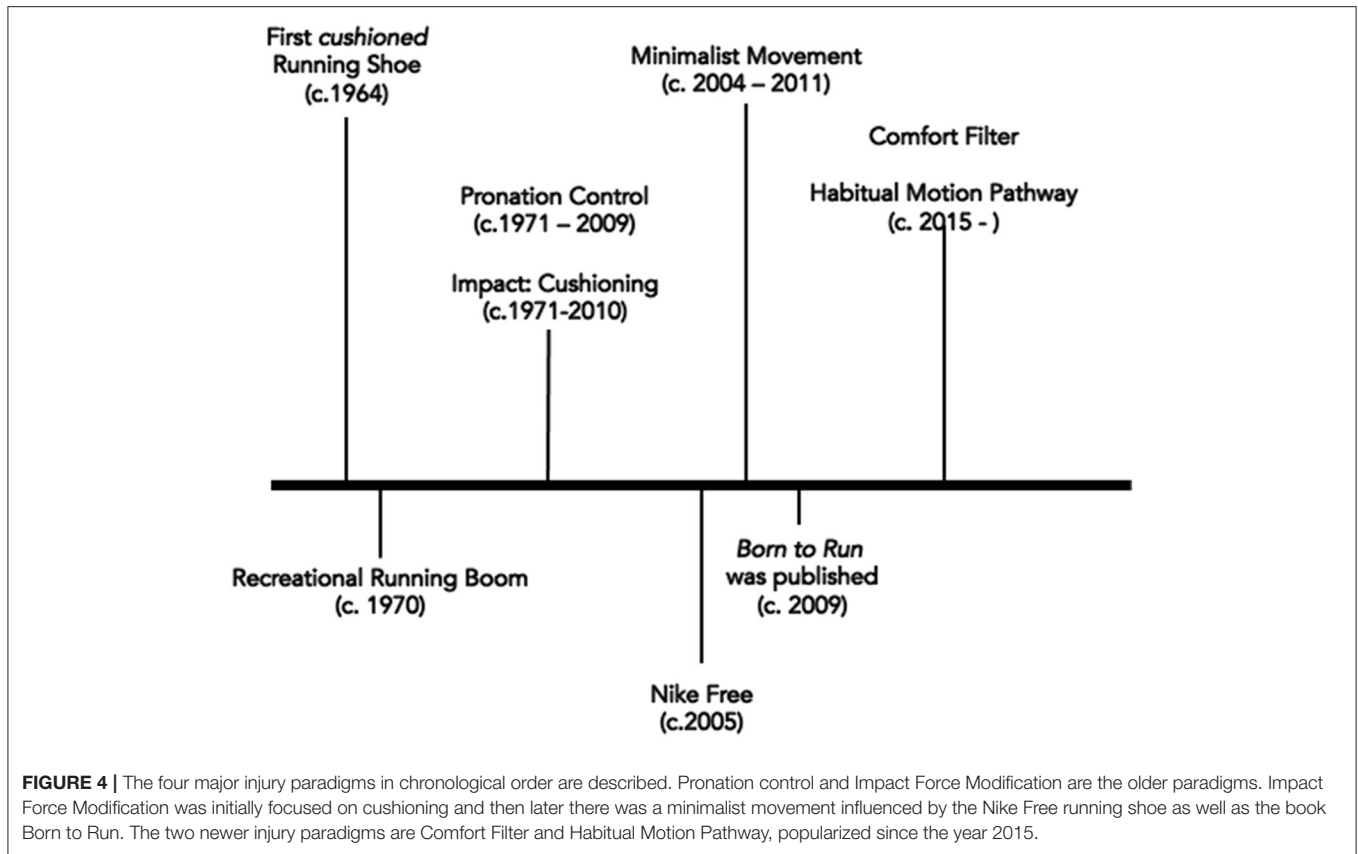 First cushioned
Running Shoe
(c.1964)
Minimalist Movement
(c. 2004 – 2011)
Comfort Filter
Pronation Control
(c.1971 – 2009)
Habitual Motion Pathway
(c. 2015 - )
Impact: Cushioning
(c.1971-2010)
Recreational Running Boom
(c. 1970)
Born to Run
was published
(c. 2009)
Nike Free
(c.2005)
FIGURE 4 | The four major injury paradigms in chronological order are described. Pronation control and Impact Force Modification are the older paradigms. Impact
Force Modification was initially focused on cushioning and then later there was a minimalist movement influenced by the Nike Free running shoe as well as the book
Born to Run. The two newer injury paradigms are Comfort Filter and Habitual Motion Pathway, popularized since the year 2015.